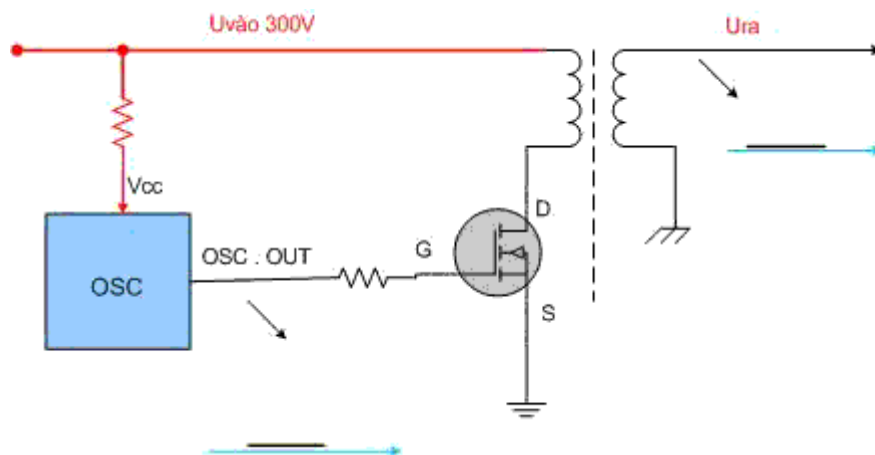 Uvào 300V
Ura
Vcc
D
OSC . OUT
G
OSC
S